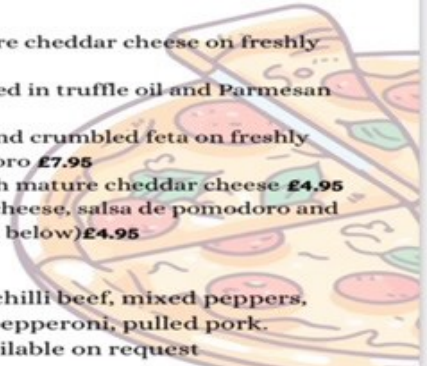 re cheddar cheese on freshly
ed in truffle oil and Parmesan
nd crumbled feta on freshly
oro £7.95
h mature cheddar cheese £4.95
cheese, salsa de pomodoro and
below)£4.95
chilli beef, mixed peppers,
epperoni, pulled pork.
ilable on request